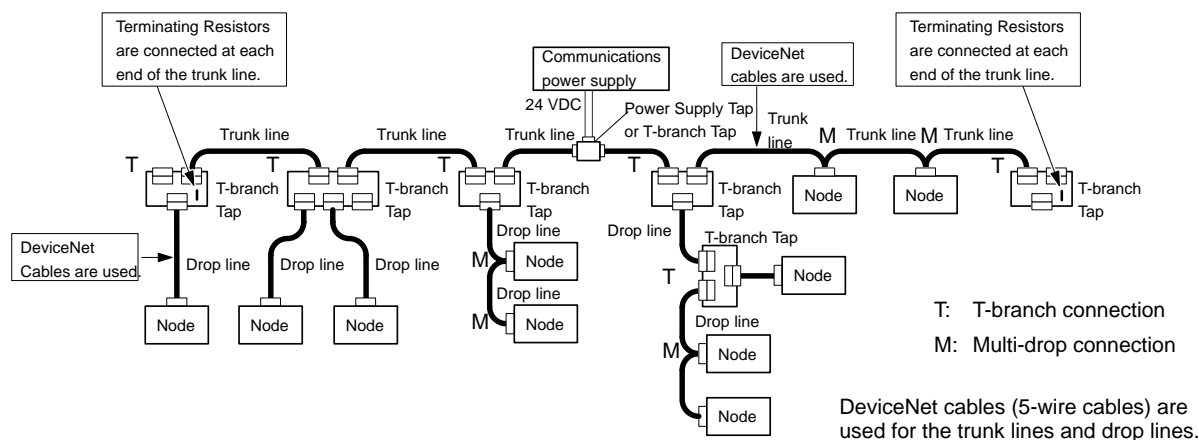 Terminating Resistors
are connected at each
end of the trunk line.
Communications
power supply
DeviceNet
cables are used.
Terminating Resistors
are connected at each
end of the trunk line.
24 VDC
Power Supply Tap
or T-branch Tap
Trunk line
Trunk line
Trunk line
Trunk
line
M
Trunk line
M
Trunk line
T
T
T
T
T
T-branch
Tap
T-branch
Tap
T-branch
Tap
T-branch
Tap
T-branch
Tap
Node
Node
DeviceNet
Cables are used.
Drop line
Drop line
Drop line
Drop line
M
Node
Drop line
M
Node
Drop line
T-branch Tap
T
Node
Drop line
M
Node
Node
Node
Node
Node
T: T-branch connection
M: Multi-drop connection
DeviceNet cables (5-wire cables) are
used for the trunk lines and drop lines.